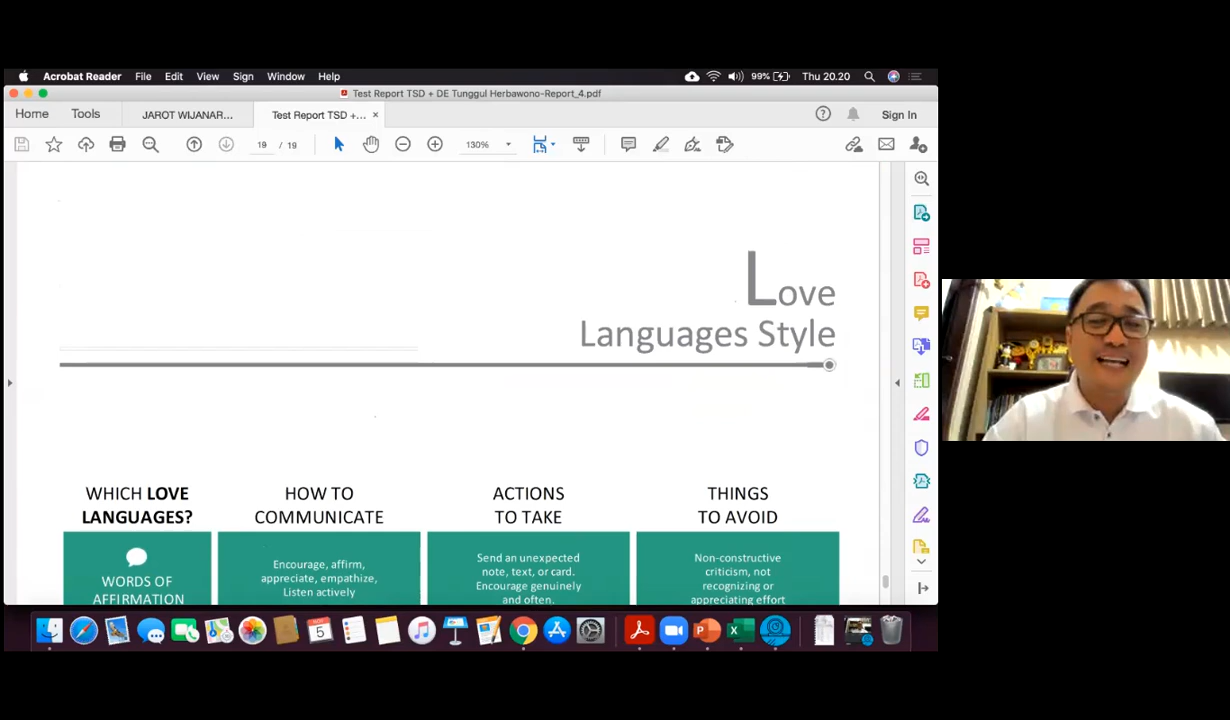 Acrobat Reader File Edit View Sign Window Help 99% Thu 20.20
Test Report TSD + DE Tunggul Herbawono-Report_4.pdf
Home Tools JAROT WIJANAR... Test Report TSD +... × Sign In
19 / 19 130%
Love
Languages Style
WHICH LOVE
LANGUAGES?
HOW TO
COMMUNICATE
ACTIONS
TO TAKE
THINGS
TO AVOID
WORDS OF
AFFIRMATION
Encourage, affirm,
appreciate, empathize,
Listen actively
Send an unexpected
note, text, or card.
Encourage genuinely
and often.
Non-constructive
criticism, not
recognizing or
appreciating effort
5